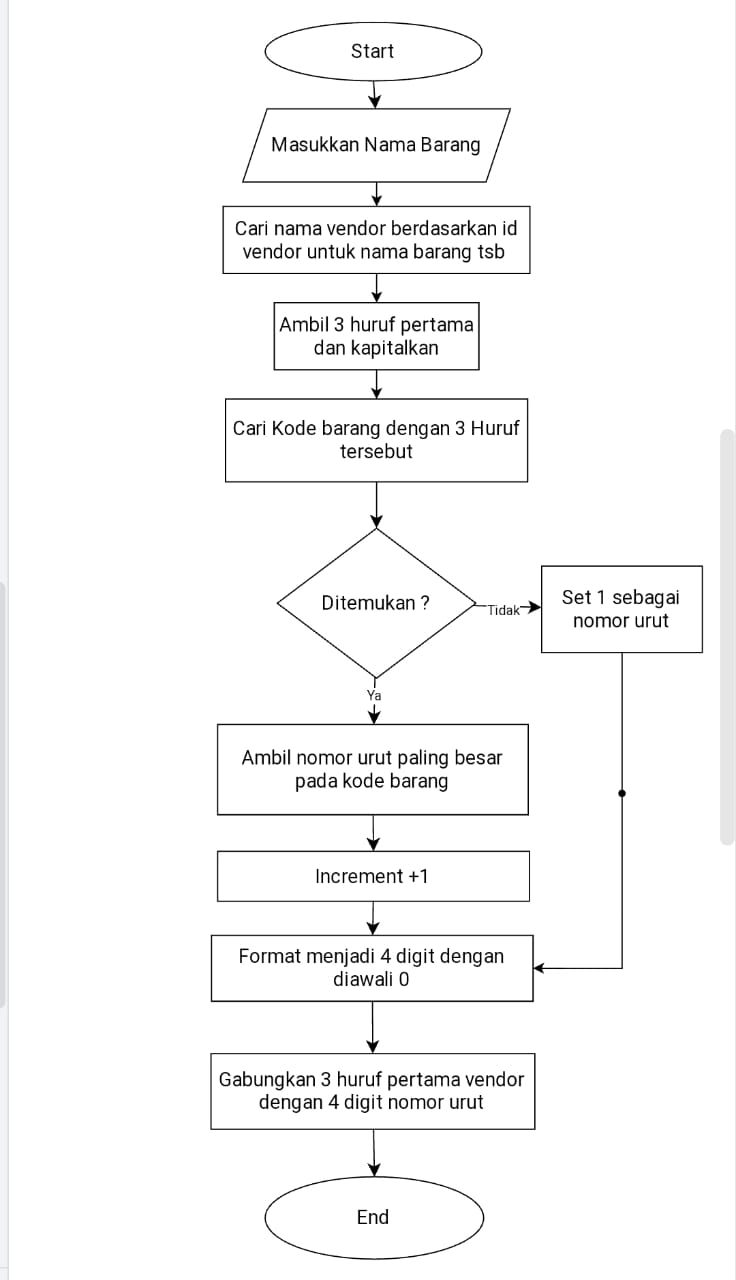 Start
Masukkan Nama Barang
Cari nama vendor berdasarkan id
vendor untuk nama barang tsb
Ambil 3 huruf pertama
dan kapitalkan
Cari Kode barang dengan 3 Huruf
tersebut
Ditemukan ?
Tidak
Set 1 sebagai
nomor urut
Ya
Ambil nomor urut paling besar
pada kode barang
Increment +1
Format menjadi 4 digit dengan
diawali 0
Gabungkan 3 huruf pertama vendor
dengan 4 digit nomor urut
End